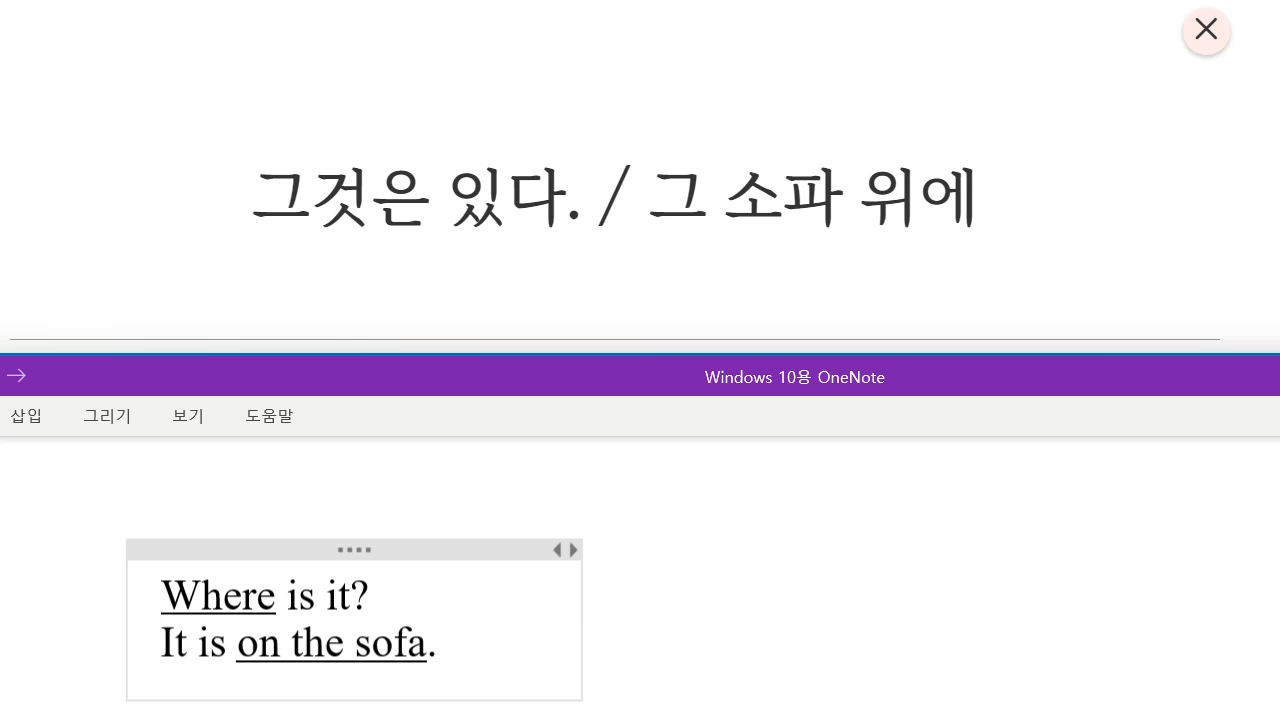 그것은 있다. / 그 소파 위에
Windows 10용 OneNote
삽입 그리기 보기 도움말
Where is it?
It is on the sofa.